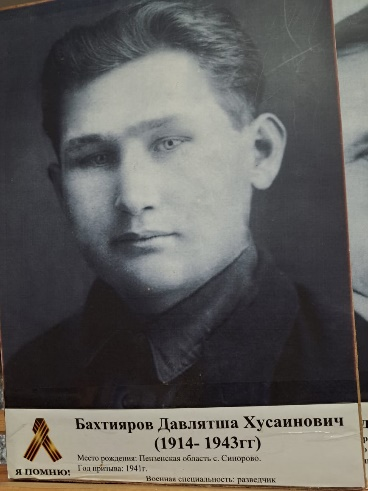 Бахтияров Давлятша Хусаинович
(1914- 1943гг)
Место рождения: Пензенская область с. Синорово.
Год призыва: 1941г.
Военная специальность: разведчик
Я ПОМНЮ!